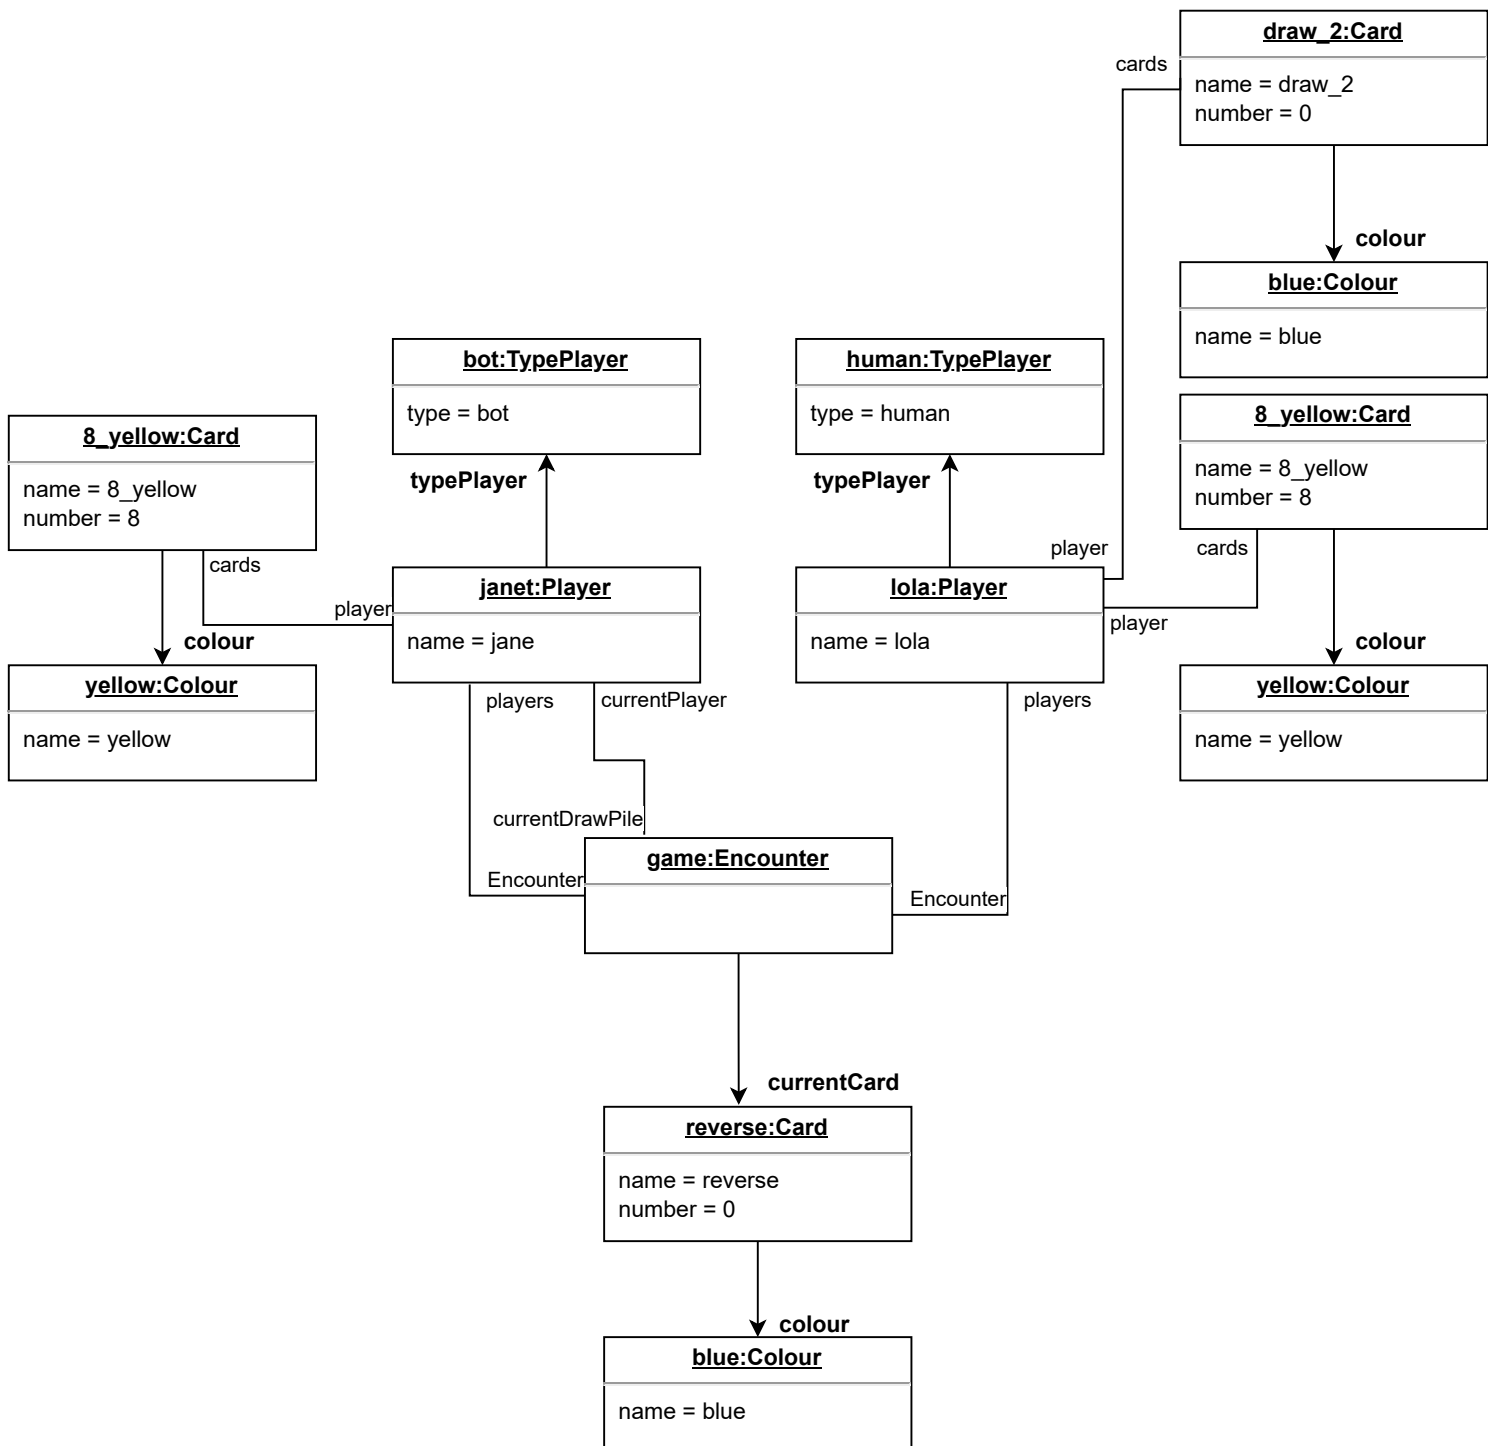 draw_2:Card
cards
name = draw_2
number = 0
colour
blue:Colour
name = blue
bot:TypePlayer
type = bot
human:TypePlayer
type = human
8_yellow:Card
name = 8_yellow
number = 8
8_yellow:Card
name = 8_yellow
number = 8
typePlayer
typePlayer
cards
player
cards
janet:Player
name = jane
lola:Player
name = lola
player
player
colour
colour
yellow:Colour
name = yellow
yellow:Colour
name = yellow
players
currentPlayer
players
currentDrawPile
game:Encounter
Encounter
Encounter
currentCard
reverse:Card
name = reverse
number = 0
colour
blue:Colour
name = blue